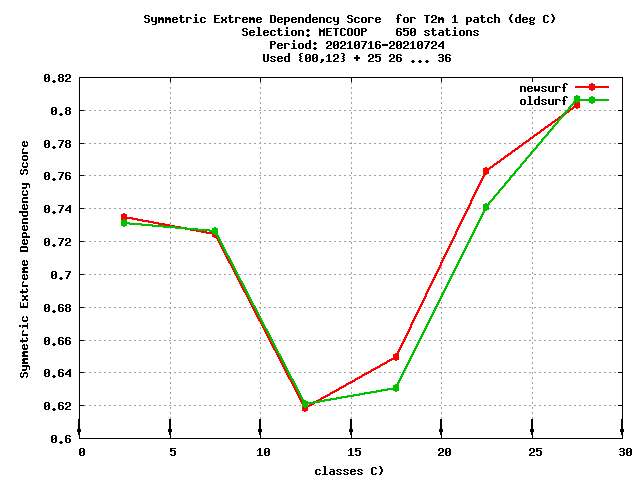 Symmetric Extreme Dependency Score  for T2m 1 patch (deg C)
Selection: METCOOP    650 stations
Period: 20210716-20210724
Used {00,12} + 25 26 ... 36
newsurf
oldsurf
Symmetric Extreme Dependency Score
0.82
0.8
0.78
0.76
0.74
0.72
0.7
0.68
0.66
0.64
0.62
0.6
0 5 10 15 20 25 30
classes C)